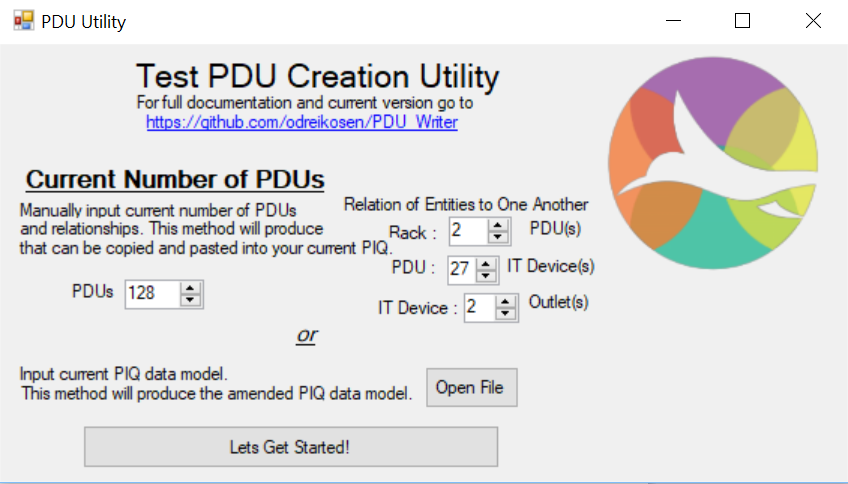 PDU Utility
Test PDU Creation Utility
For full documentation and current version go to
https://github.com/odreikosen/PDU_Writer
Current Number of PDUs
Manually input current number of PDUs
and relationships. This method will produce
that can be copied and pasted into your current PIQ.
PDUs 128
Relation of Entities to One Another
Rack : 2 PDU(s)
PDU : 27 IT Device(s)
IT Device : 2 Outlet(s)
or
Input current PIQ data model.
This method will produce the amended PIQ data model.
Open File
Lets Get Started!